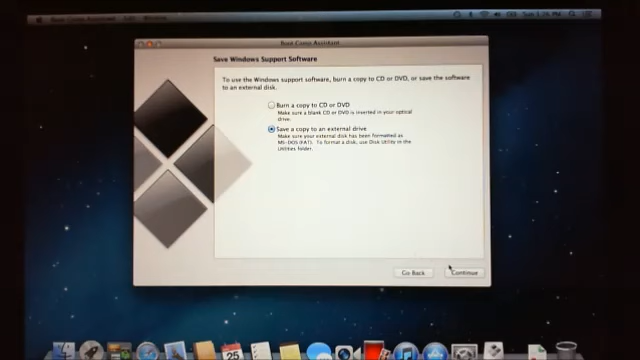 Boot Camp Assistant
Save Windows Support Software
To use the Windows support software, burn a copy to CD or DVD, or save the software
to an external disk.
Burn a copy to CD or DVD
Make sure a blank CD or DVD is inserted in your optical
drive.
Save a copy to an external drive
Make sure your external disk has been formatted as
MS-DOS (FAT). To format a disk, use Disk Utility in the
Utilities folder.
Go Back
Continue
25